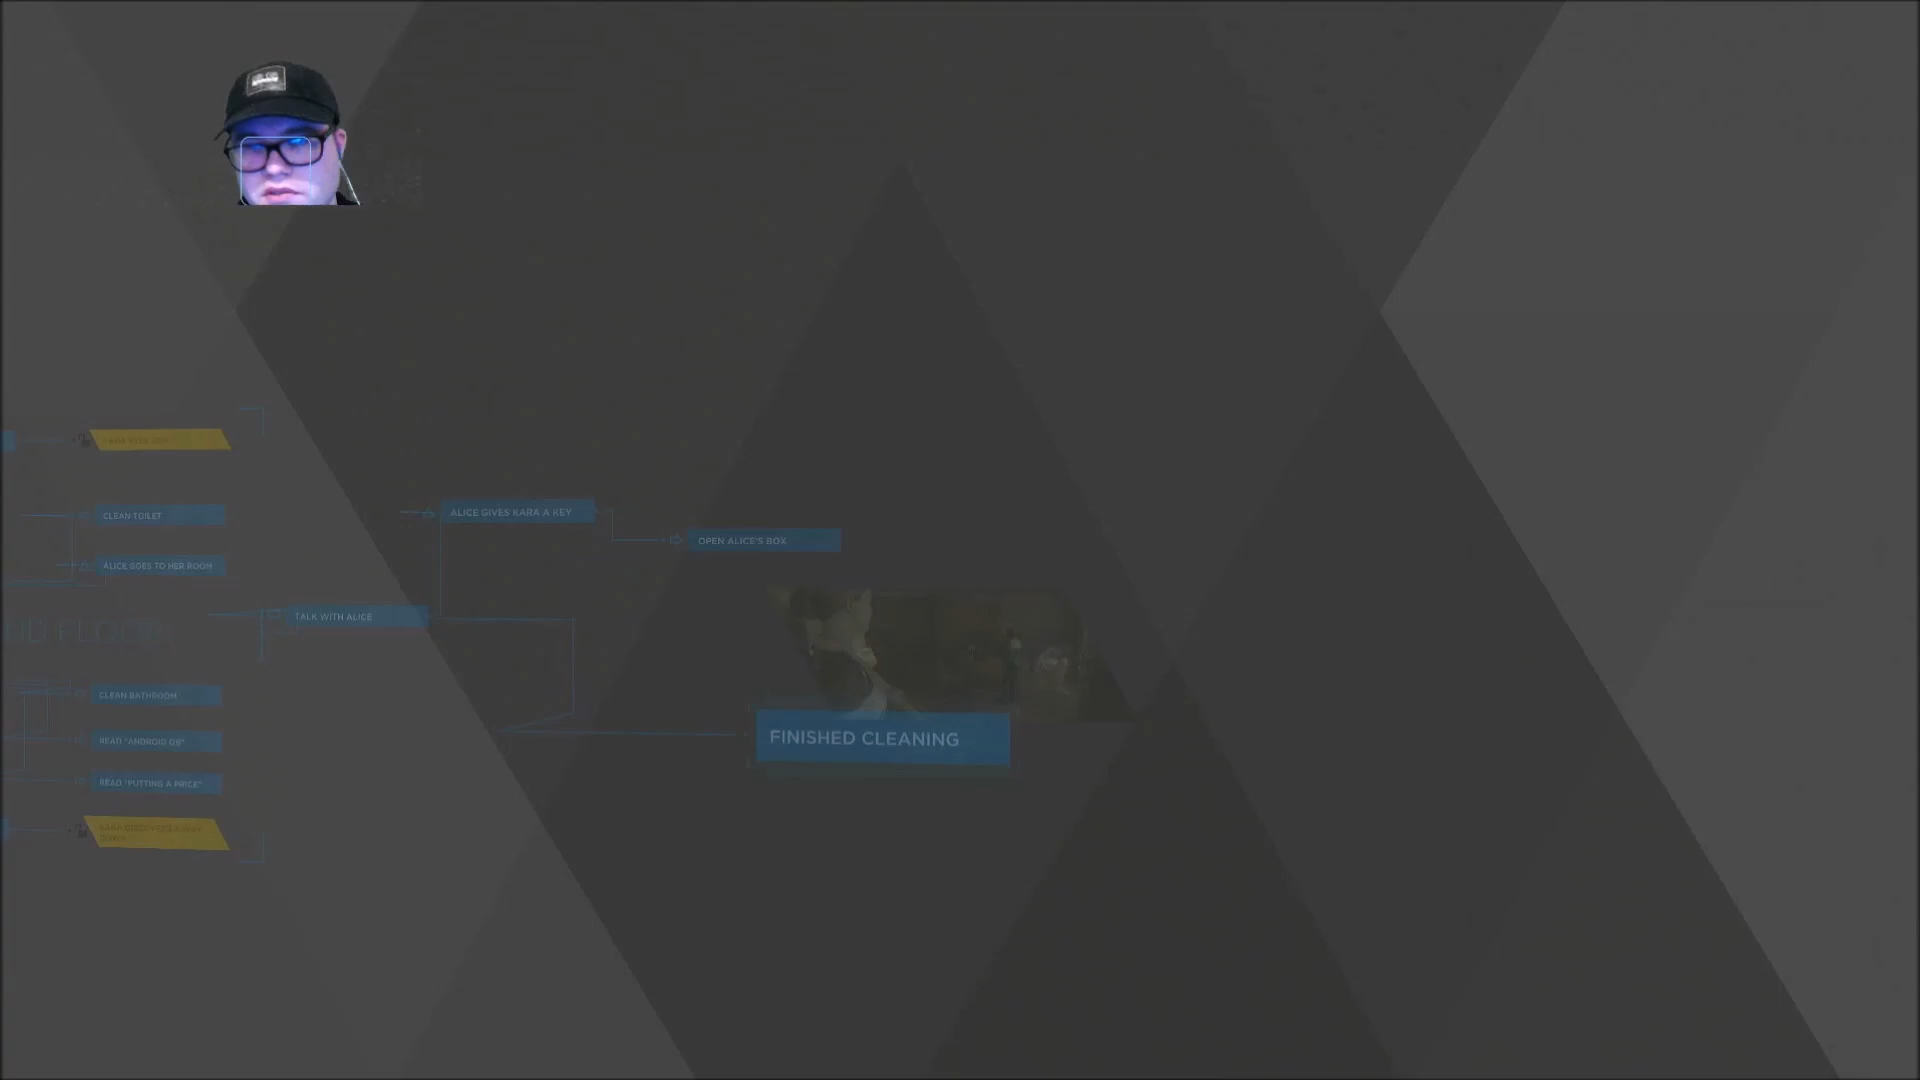 CLEAN TOILET
ALICE GIVES KARA A KEY
OPEN ALICE'S BOX
ALICE GOES TO HER ROOM
TALK WITH ALICE
FLOOR
CLEAN BATHROOM
FINISHED CLEANING
READ "ANDROID OS"
READ "PUTTING A PRICE"